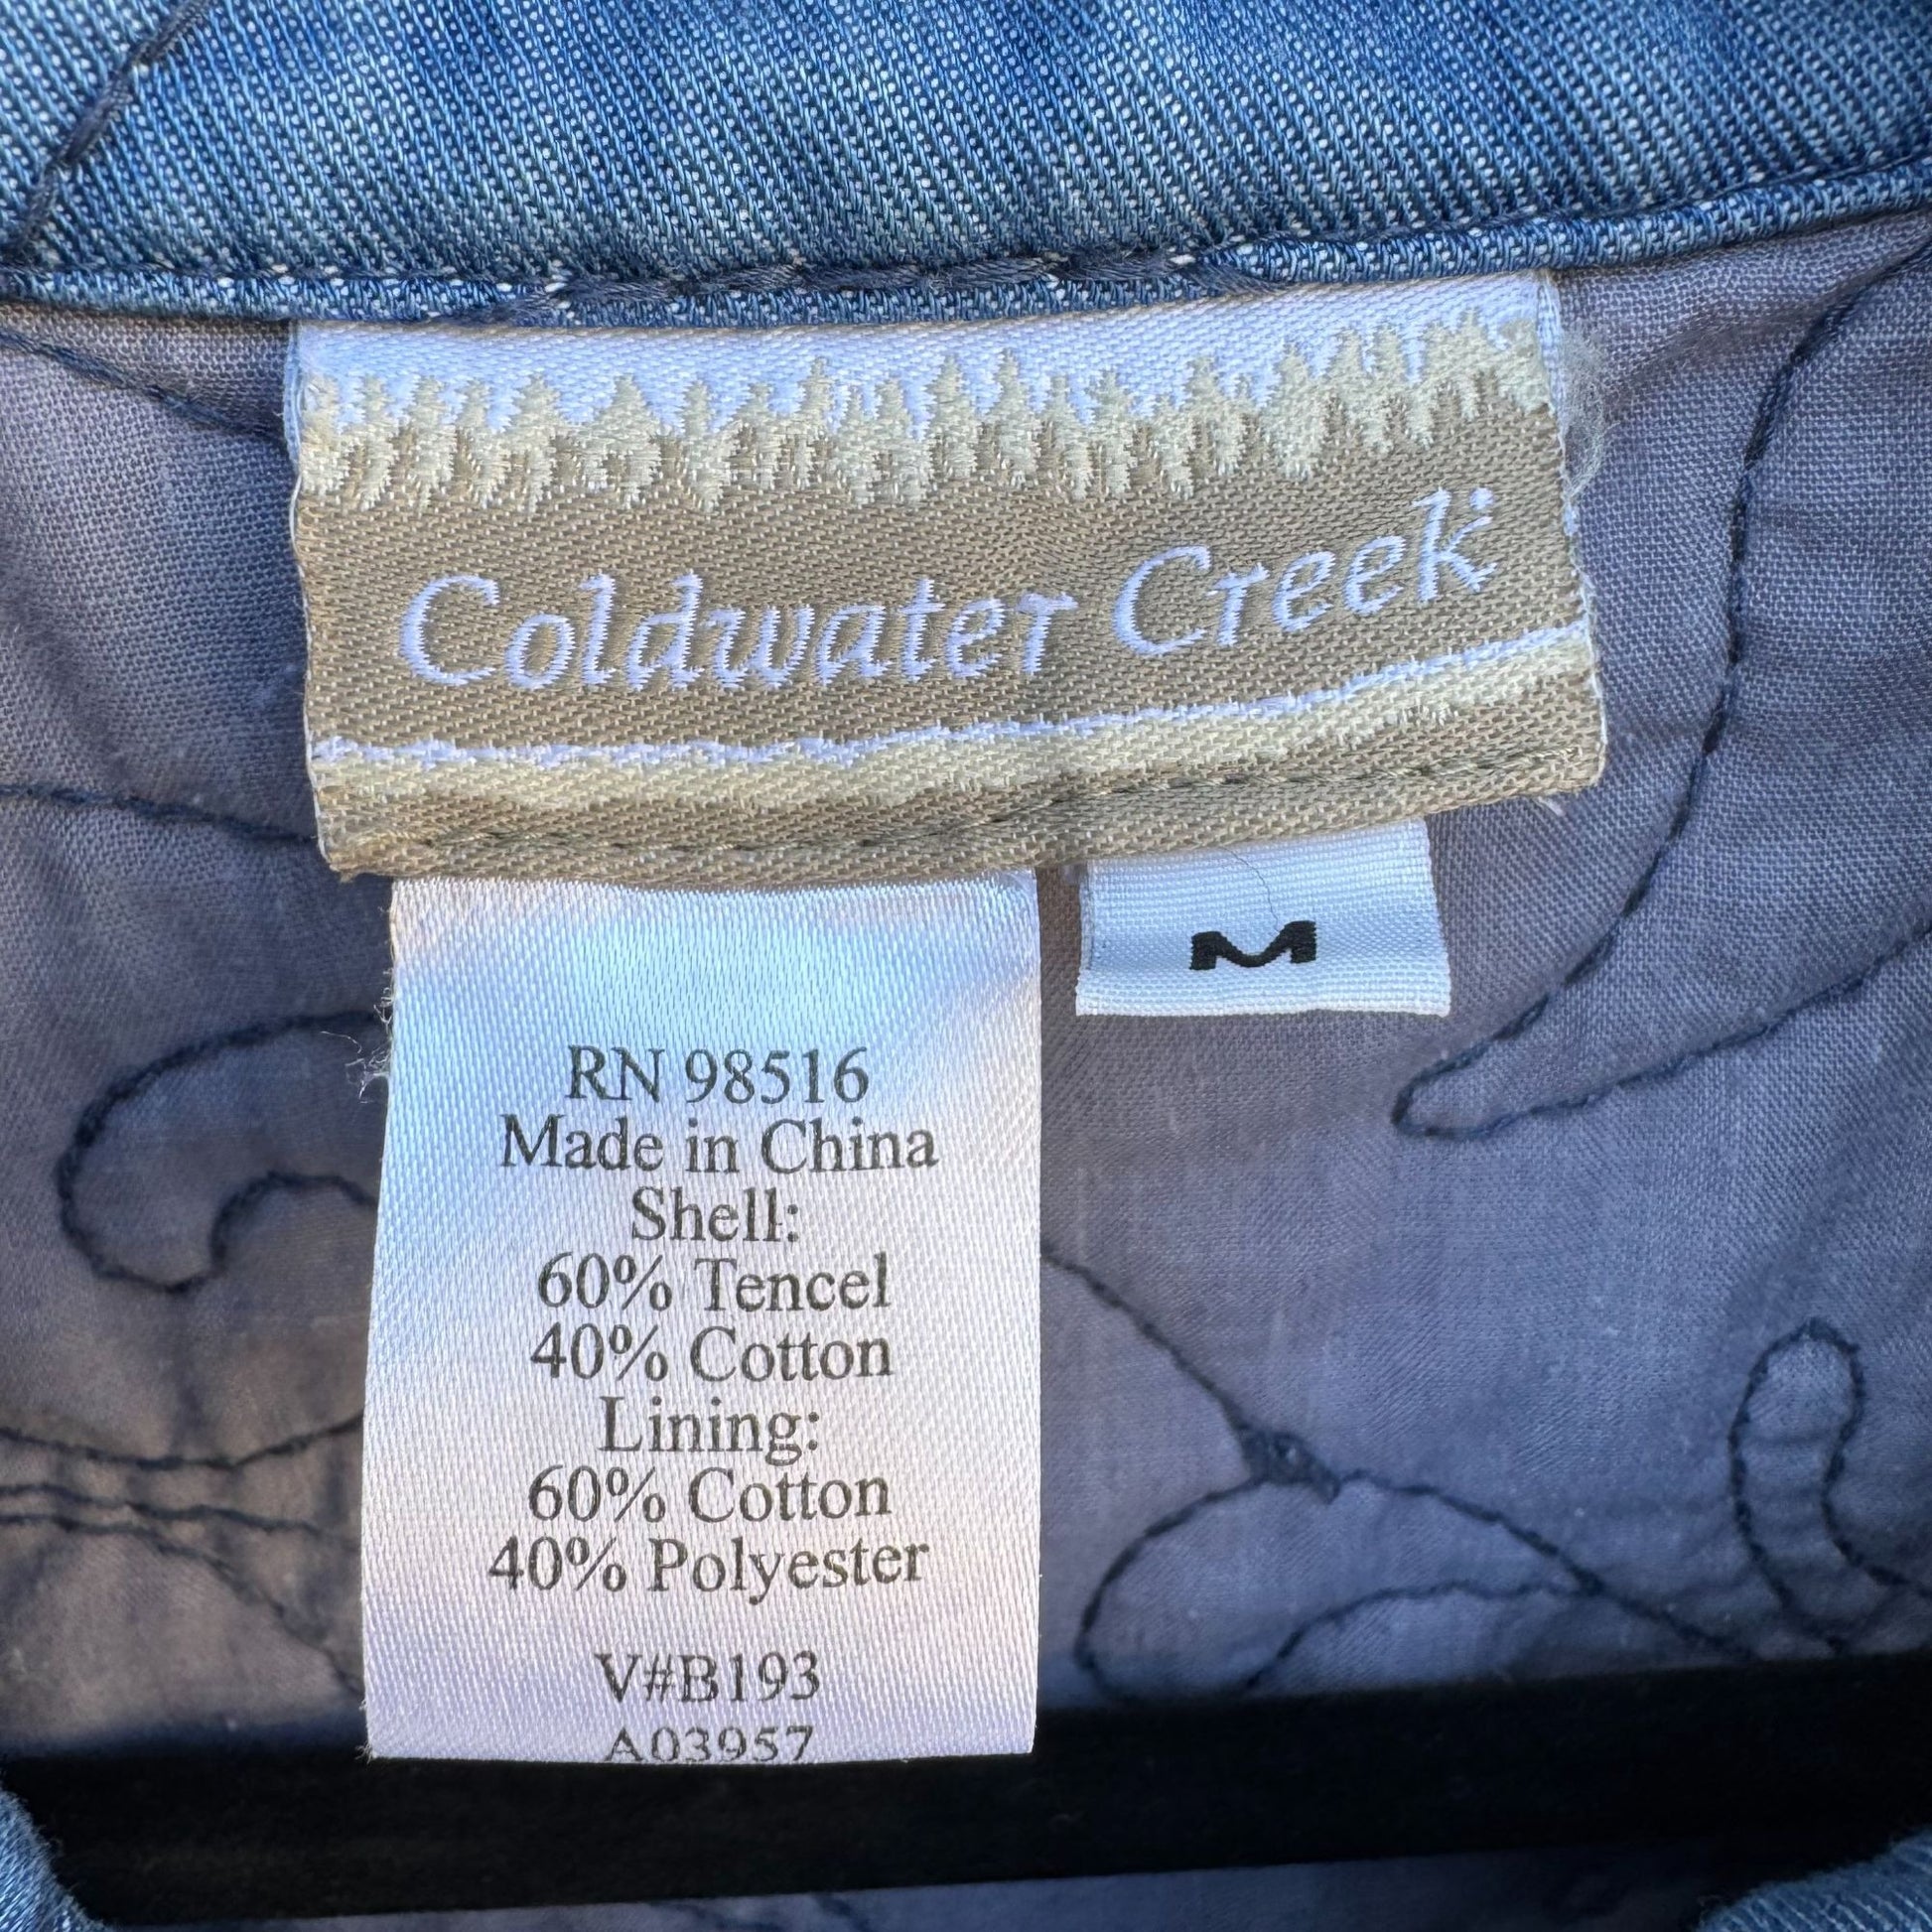 Coldwater Creek
M
RN 98516
Made in China
Shell:
60% Tencel
40% Cotton
Lining:
60% Cotton
40% Polyester
V#B193
A03957